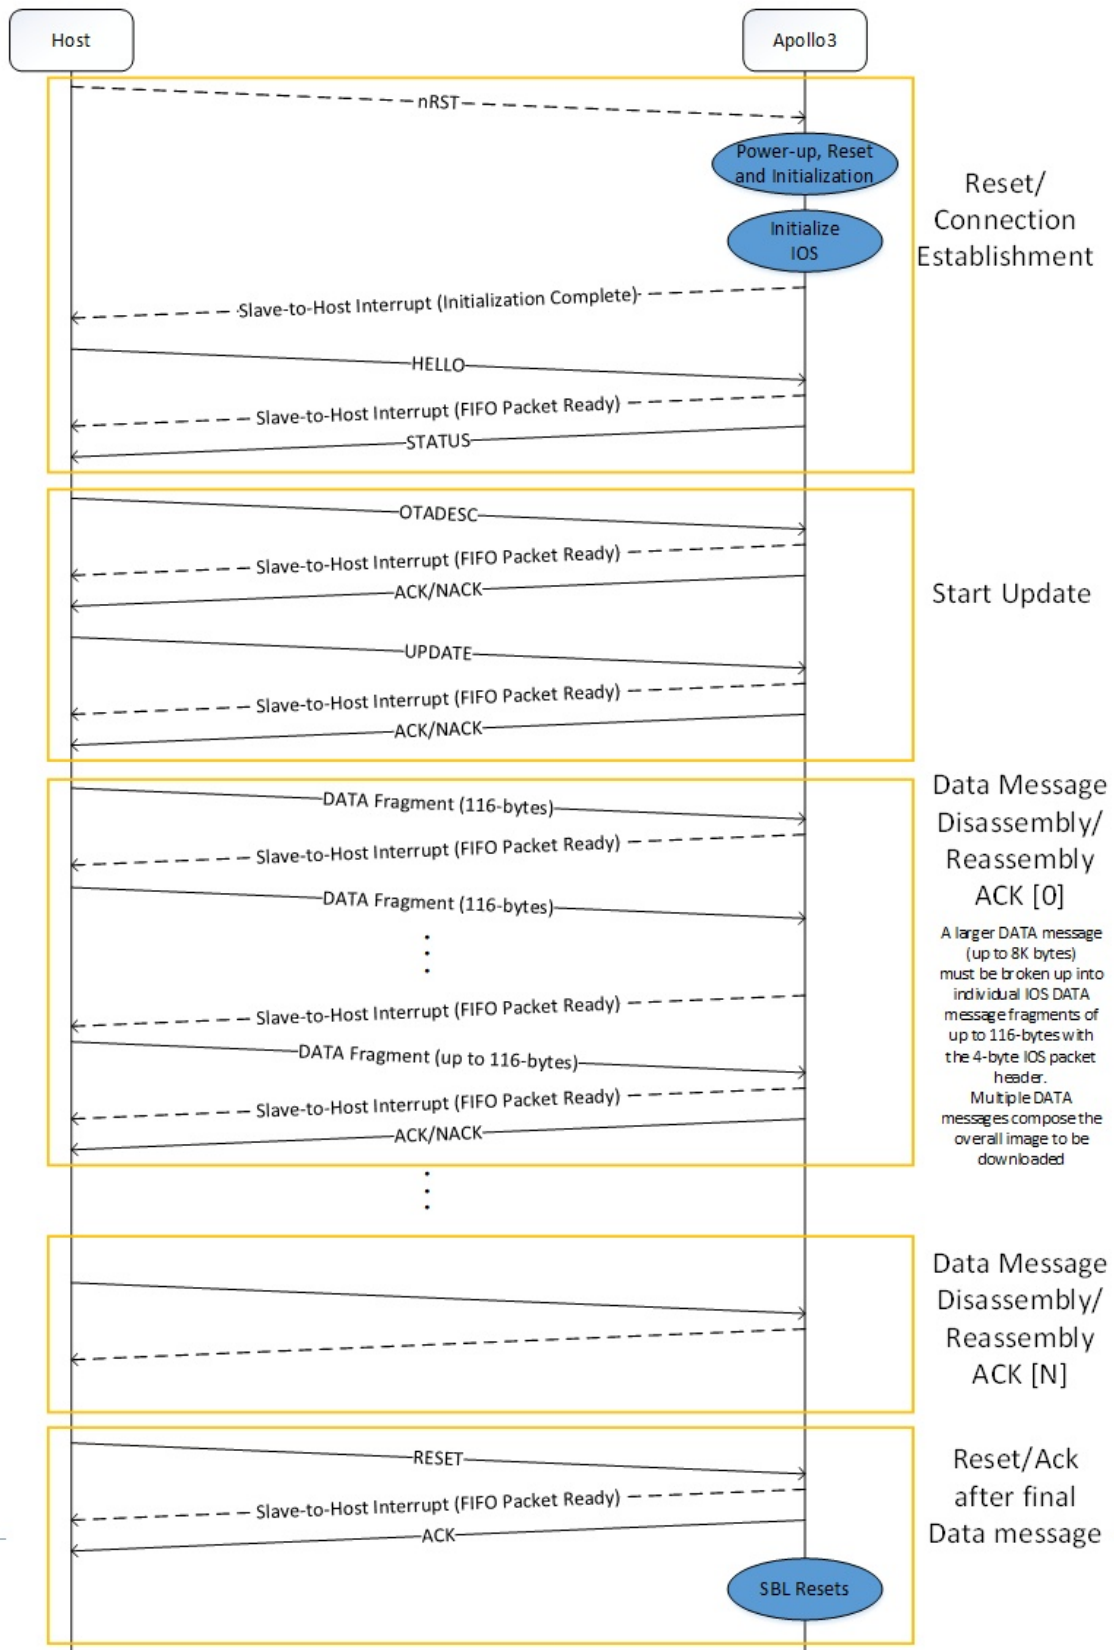 Host
Apollo3
nRST
Power-up, Reset
and Initialization
Initialize
IOS
Slave-to-Host Interrupt (Initialization Complete)
HELLO
Slave-to-Host Interrupt (FIFO Packet Ready)
STATUS
Reset/
Connection
Establishment
OTADESC
Slave-to-Host Interrupt (FIFO Packet Ready)
ACK/NACK
UPDATE
Slave-to-Host Interrupt (FIFO Packet Ready)
ACK/NACK
Start Update
DATA Fragment (116-bytes)
Slave-to-Host Interrupt (FIFO Packet Ready)
DATA Fragment (116-bytes)
Slave-to-Host Interrupt (FIFO Packet Ready)
DATA Fragment (up to 116-bytes)
Slave-to-Host Interrupt (FIFO Packet Ready)
ACK/NACK
Data Message
Disassembly/
Reassembly
ACK [0]
A larger DATA message
(up to 8K bytes)
must be broken up into
individual IOS DATA
message fragments of
up to 116-bytes with
the 4-byte IOS packet
header.
Multiple DATA
messages compose the
overall image to be
downloaded
Data Message
Disassembly/
Reassembly
ACK [N]
RESET
Slave-to-Host Interrupt (FIFO Packet Ready)
ACK
SBL Resets
Reset/Ack
after final
Data message